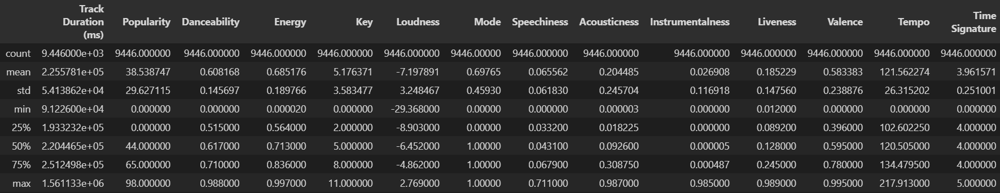 Track Duration (ms) Popularity Danceability Energy Key Loudness Mode Speechiness Acousticness Instrumentalness Liveness Valence Tempo Time Signature
count 9.446000e+03 9446.000000 9446.000000 9446.000000 9446.000000 9446.000000 9446.00000 9446.000000 9446.000000 9446.000000 9446.000000 9446.000000 9446.000000 9446.000000
mean 2.255781e+05 38.538747 0.608168 0.685176 5.176371 -7.197891 0.69765 0.065562 0.204485 0.026908 0.185229 0.583383 121.562274 3.961571
std 5.413862e+04 29.627115 0.145697 0.189766 3.583477 3.248467 0.45930 0.061830 0.245704 0.116918 0.147560 0.238876 26.315202 0.251001
min 9.122600e+04 0.000000 0.000000 0.000020 0.000000 -29.368000 0.00000 0.000000 0.000003 0.000000 0.012000 0.000000 0.000000 0.000000
25% 1.933232e+05 0.000000 0.515000 0.564000 2.000000 -8.903000 0.00000 0.033200 0.018225 0.000000 0.089200 0.396000 102.602250 4.000000
50% 2.204465e+05 44.000000 0.617000 0.713000 5.000000 -6.452000 1.00000 0.043100 0.092600 0.000005 0.128000 0.595000 120.505000 4.000000
75% 2.512498e+05 65.000000 0.710000 0.836000 8.000000 -4.862000 1.00000 0.067900 0.308750 0.000487 0.245000 0.780000 134.479500 4.000000
max 1.561133e+06 98.000000 0.988000 0.997000 11.000000 2.769000 1.00000 0.711000 0.987000 0.985000 0.989000 0.995000 217.913000 5.000000